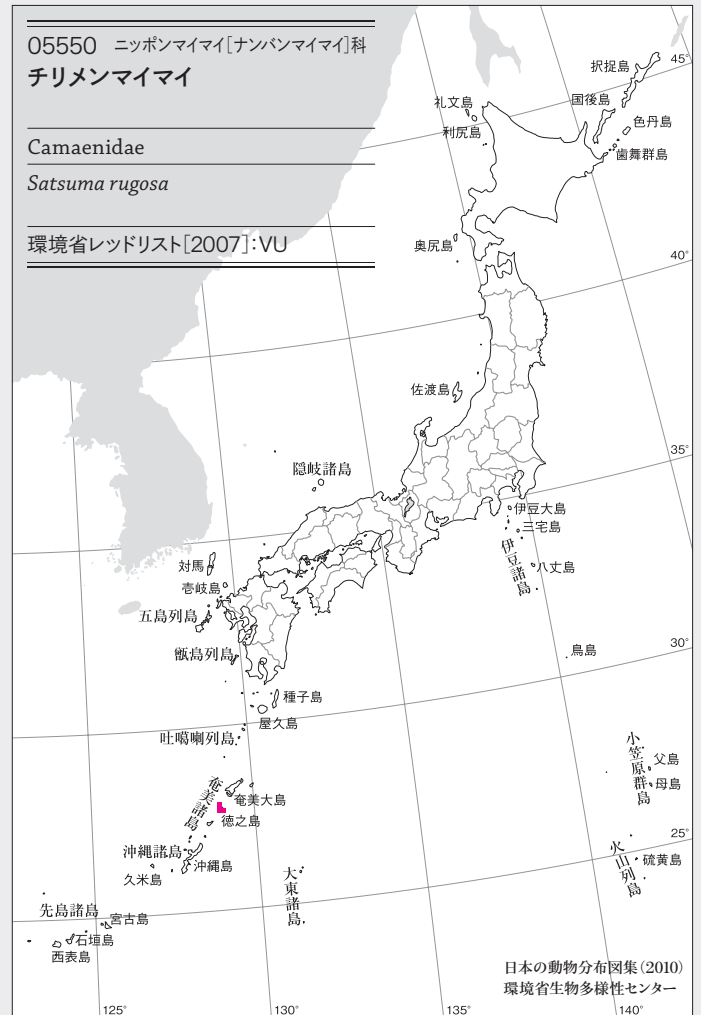 05550 ニッポンマイマイ［ナンバンマイマイ］科
チリメンマイマイ
Camaenidae
Satsuma rugosa
環境省レッドリスト［2007］：VU
択捉島
45°
礼文島
国後島
利尻島
色丹島
歯舞群島
奥尻島
40°
佐渡島
35°
隠岐諸島
伊豆大島
三宅島
伊豆諸島
八丈島
対馬
壱岐島
五島列島
甑島列島
鳥島
30°
種子島
屋久島
吐噶喇列島
小笠原群島
父島
母島
奄美諸島
奄美大島
徳之島
25°
沖縄諸島
沖縄島
久米島
火山列島
硫黄島
大東諸島
先島諸島
宮古島
石垣島
西表島
日本の動物分布図集（2010）
環境省生物多様性センター
125°
130°
135°
140°